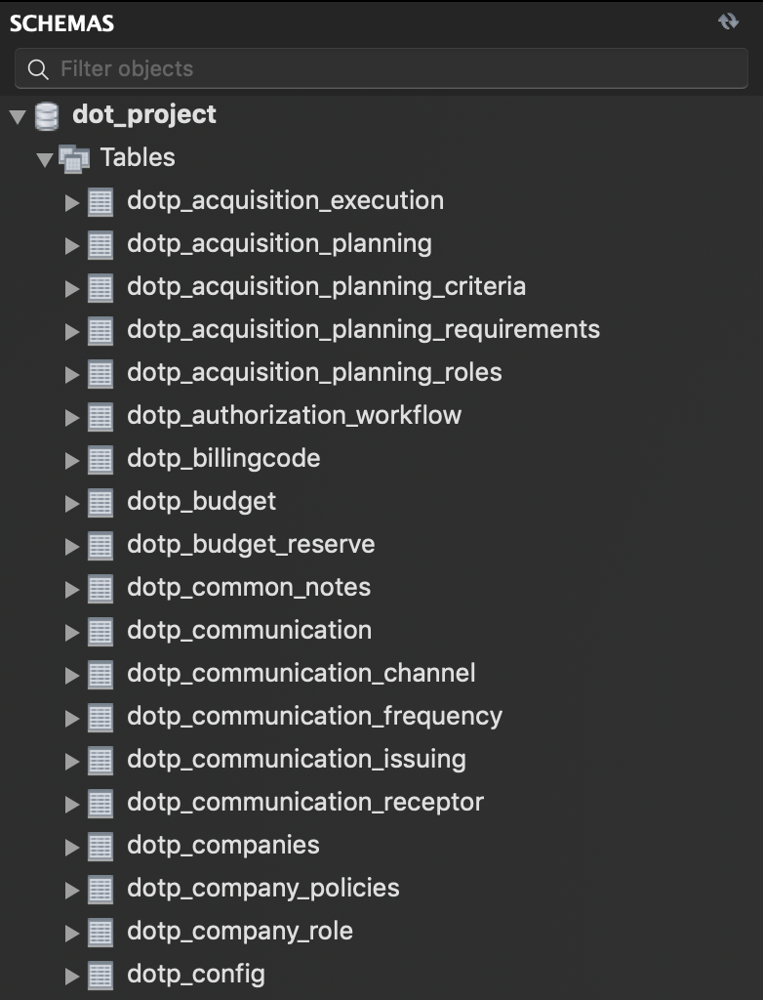 SCHEMAS
Filter objects
dot_project
Tables
dotp_acquisition_execution
dotp_acquisition_planning
dotp_acquisition_planning_criteria
dotp_acquisition_planning_requirements
dotp_acquisition_planning_roles
dotp_authorization_workflow
dotp_billingcode
dotp_budget
dotp_budget_reserve
dotp_common_notes
dotp_communication
dotp_communication_channel
dotp_communication_frequency
dotp_communication_issuing
dotp_communication_receptor
dotp_companies
dotp_company_policies
dotp_company_role
dotp_config